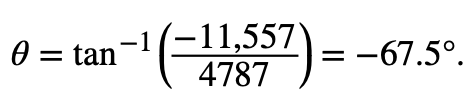 θ = tan⁻¹(−11,557/4787) = −67.5°.